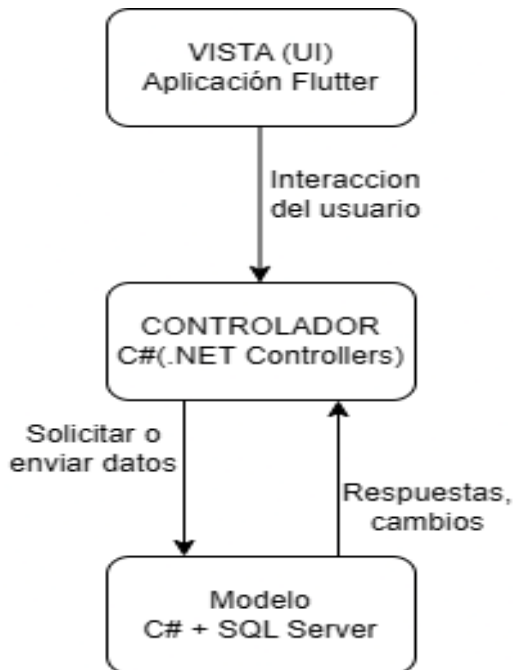 VISTA (UI)
Aplicación Flutter
Interaccion
del usuario
CONTROLADOR
C#(.NET Controllers)
Solicitar o
enviar datos
Respuestas,
cambios
Modelo
C# + SQL Server